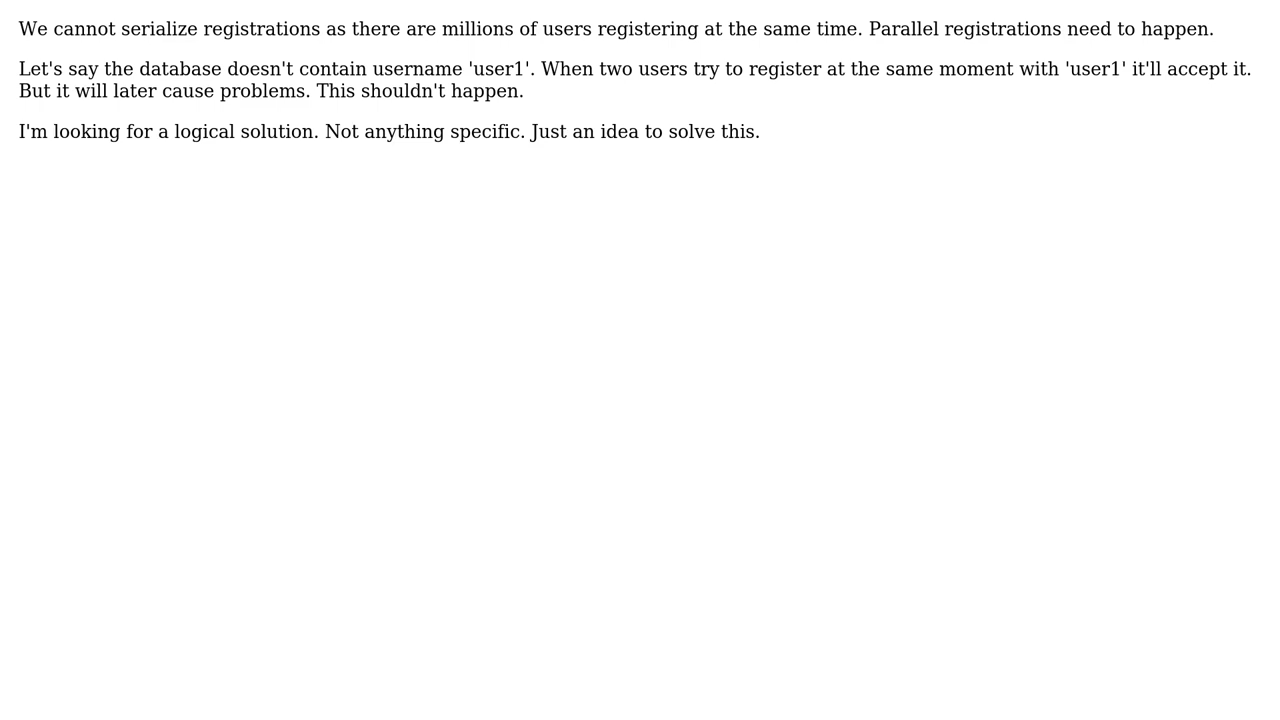 We cannot serialize registrations as there are millions of users registering at the same time. Parallel registrations need to happen.
Let's say the database doesn't contain username 'user1'. When two users try to register at the same moment with 'user1' it'll accept it.
But it will later cause problems. This shouldn't happen.
I'm looking for a logical solution. Not anything specific. Just an idea to solve this.